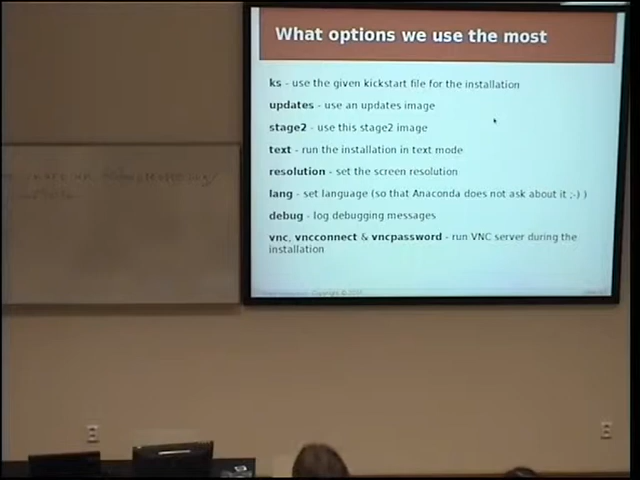 What options we use the most
ks - use the given kickstart file for the installation
updates - use an updates image
stage2 - use this stage2 image
text - run the installation in text mode
resolution - set the screen resolution
lang - set language (so that Anaconda does not ask about it ;-) )
debug - log debugging messages
vnc, vncconnect & vncpassword - run VNC server during the
installation
Copyright ©